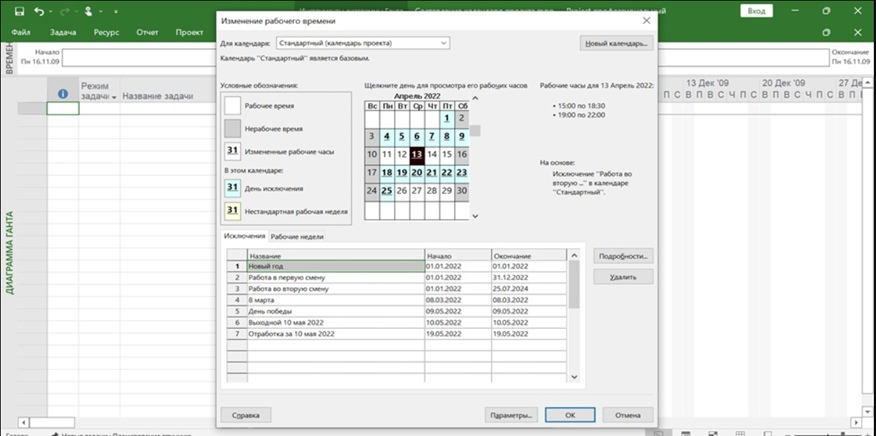 Изменение рабочего времени
Вход
Файл Задача Ресурс Отчет Проект
Для календаря: Стандартный (календарь проекта)
Новый календарь...
Календарь "Стандартный" является базовым.
Начало
Пн 16.11.09
Окончание
Пн 16.11.09
ВРЕМЕН
Режим задачи
Название задачи
13 Дек '09 20 Дек '09 27 Дек
П С В П В С Ч П С В П В С Ч П С В П В С
Условные обозначения:
Рабочее время
Нерабочее время
31 Измененные рабочие часы
В этом календаре:
31 День исключения
31 Нестандартная рабочая неделя
Щелкните день для просмотра его рабочих часов
Апрель 2022
Вс Пн Вт Ср Чт Пт Сб
1 2
3 4 5 6 7 8 9
10 11 12 13 14 15 16
17 18 19 20 21 22 23
24 25 26 27 28 29 30
Рабочие часы для 13 Апрель 2022:
• 15:00 по 18:30
• 19:00 по 22:00
На основе:
Исключение "Работа во
вторую ..." в календаре
"Стандартный".
ДИАГРАММА ГАНТА
Исключения Рабочие недели
Название Начало Окончание
1 Новый год 01.01.2022 01.01.2022
2 Работа в первую смену 01.01.2022 31.12.2022
3 Работа во вторую смену 01.01.2022 25.07.2024
4 8 марта 08.03.2022 08.03.2022
5 День победы 09.05.2022 09.05.2022
6 Выходной 10 мая 2022 10.05.2022 10.05.2022
7 Отработка за 10 мая 2022 19.05.2022 19.05.2022
Подробности...
Удалить
Справка
Параметры...
ОК
Отмена